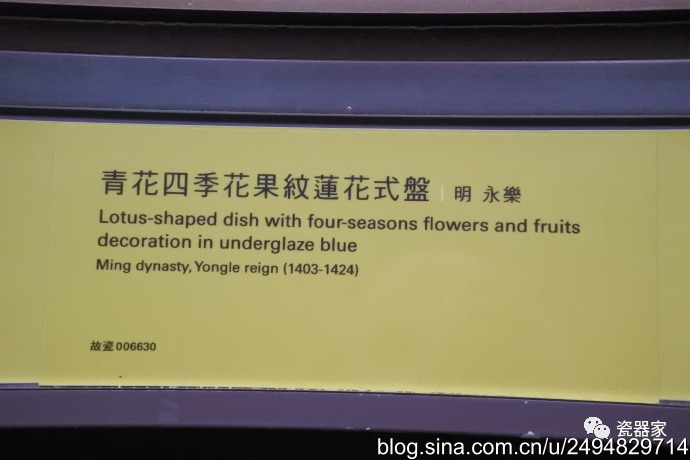 青花四季花果紋蓮花式盤 | 明 永樂
Lotus-shaped dish with four-seasons flowers and fruits
decoration in underglaze blue
Ming dynasty, Yongle reign (1403-1424)
故瓷 006630
瓷器家
blog.sina.com.cn/u/2494829714